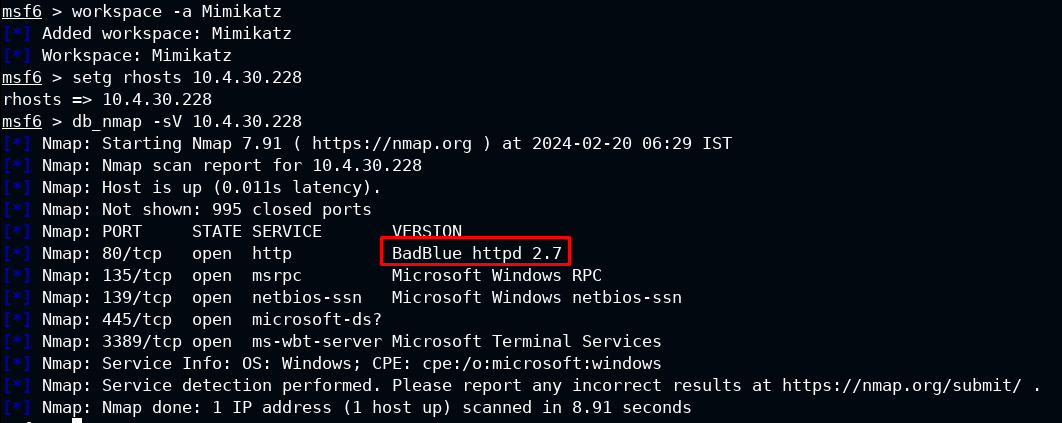 msf6 > workspace -a Mimikatz
[*] Added workspace: Mimikatz
[*] Workspace: Mimikatz
msf6 > setg rhosts 10.4.30.228
rhosts => 10.4.30.228
msf6 > db_nmap -sV 10.4.30.228
[*] Nmap: Starting Nmap 7.91 ( https://nmap.org ) at 2024-02-20 06:29 IST
[*] Nmap: Nmap scan report for 10.4.30.228
[*] Nmap: Host is up (0.011s latency).
[*] Nmap: Not shown: 995 closed ports
[*] Nmap: PORT     STATE SERVICE       VERSION
[*] Nmap: 80/tcp   open  http          BadBlue httpd 2.7
[*] Nmap: 135/tcp  open  msrpc         Microsoft Windows RPC
[*] Nmap: 139/tcp  open  netbios-ssn   Microsoft Windows netbios-ssn
[*] Nmap: 445/tcp  open  microsoft-ds?
[*] Nmap: 3389/tcp open  ms-wbt-server Microsoft Terminal Services
[*] Nmap: Service Info: OS: Windows; CPE: cpe:/o:microsoft:windows
[*] Nmap: Service detection performed. Please report any incorrect results at https://nmap.org/submit/ .
[*] Nmap: Nmap done: 1 IP address (1 host up) scanned in 8.91 seconds